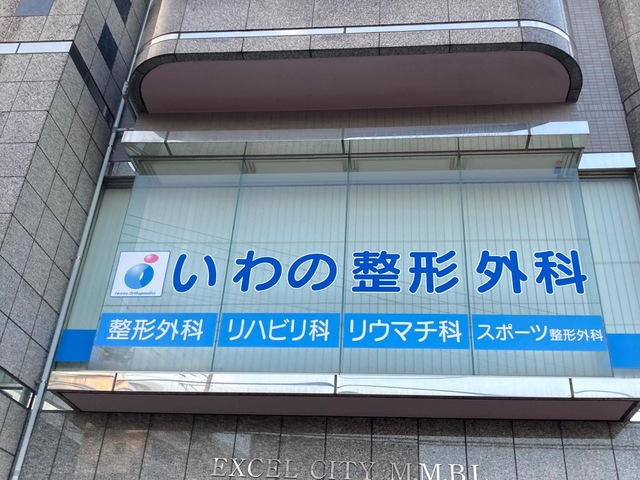 いわの整形外科
整形外科 リハビリ科 リウマチ科 スポーツ整形外科
EXCEL CITY M.M.BL